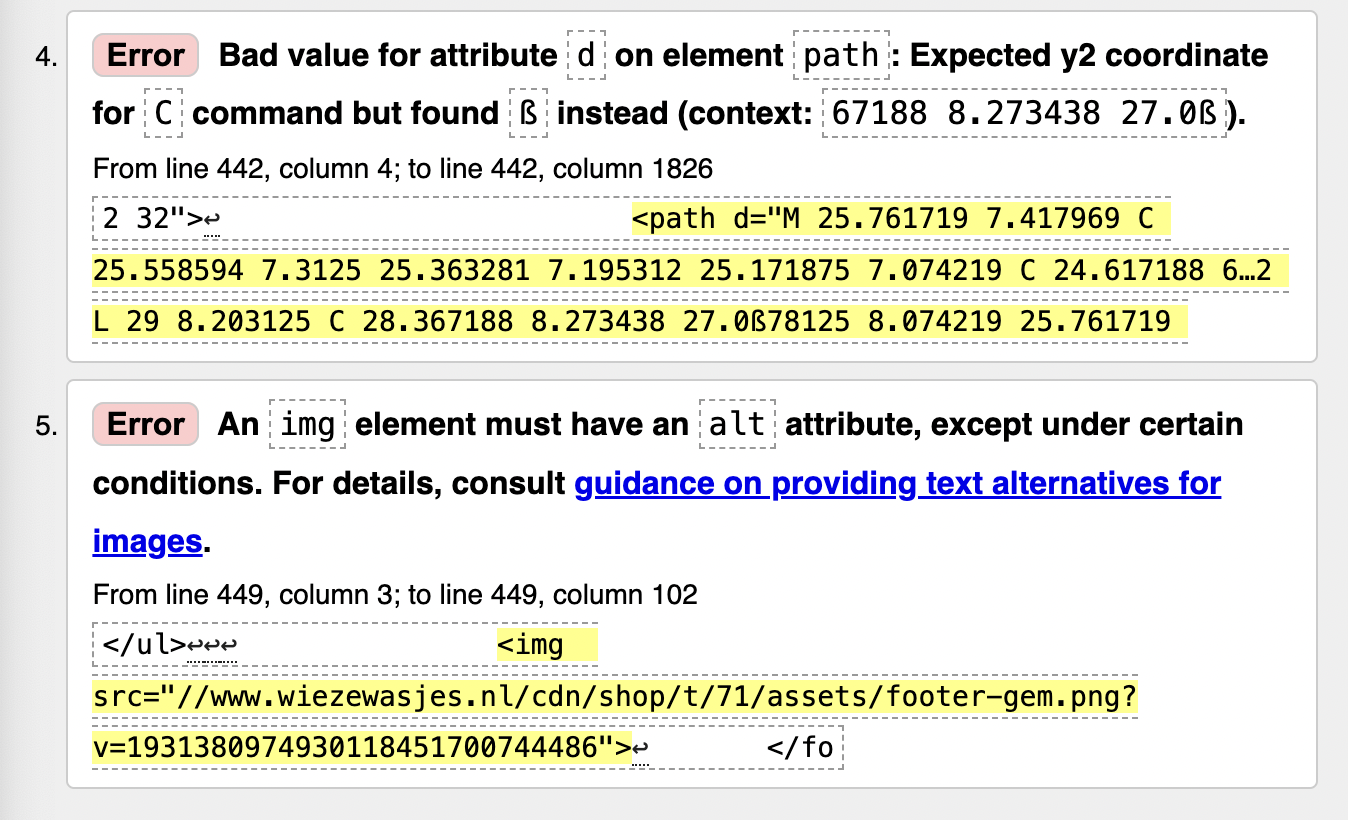 4. Error Bad value for attribute d on element path: Expected y2 coordinate
for C command but found ß instead (context: 67188 8.273438 27.0ß).
From line 442, column 4; to line 442, column 1826
2 32">↩ <path d="M 25.761719 7.417969 C
25.558594 7.3125 25.363281 7.195312 25.171875 7.074219 C 24.617188 6…2
L 29 8.203125 C 28.367188 8.273438 27.0ß78125 8.074219 25.761719
5. Error An img element must have an alt attribute, except under certain
conditions. For details, consult guidance on providing text alternatives for
images.
From line 449, column 3; to line 449, column 102
</ul>↩↩↩ <img
src="//www.wiezewasjes.nl/cdn/shop/t/71/assets/footer-gem.png?
v=19313809749301118451700744486">↩ </fo